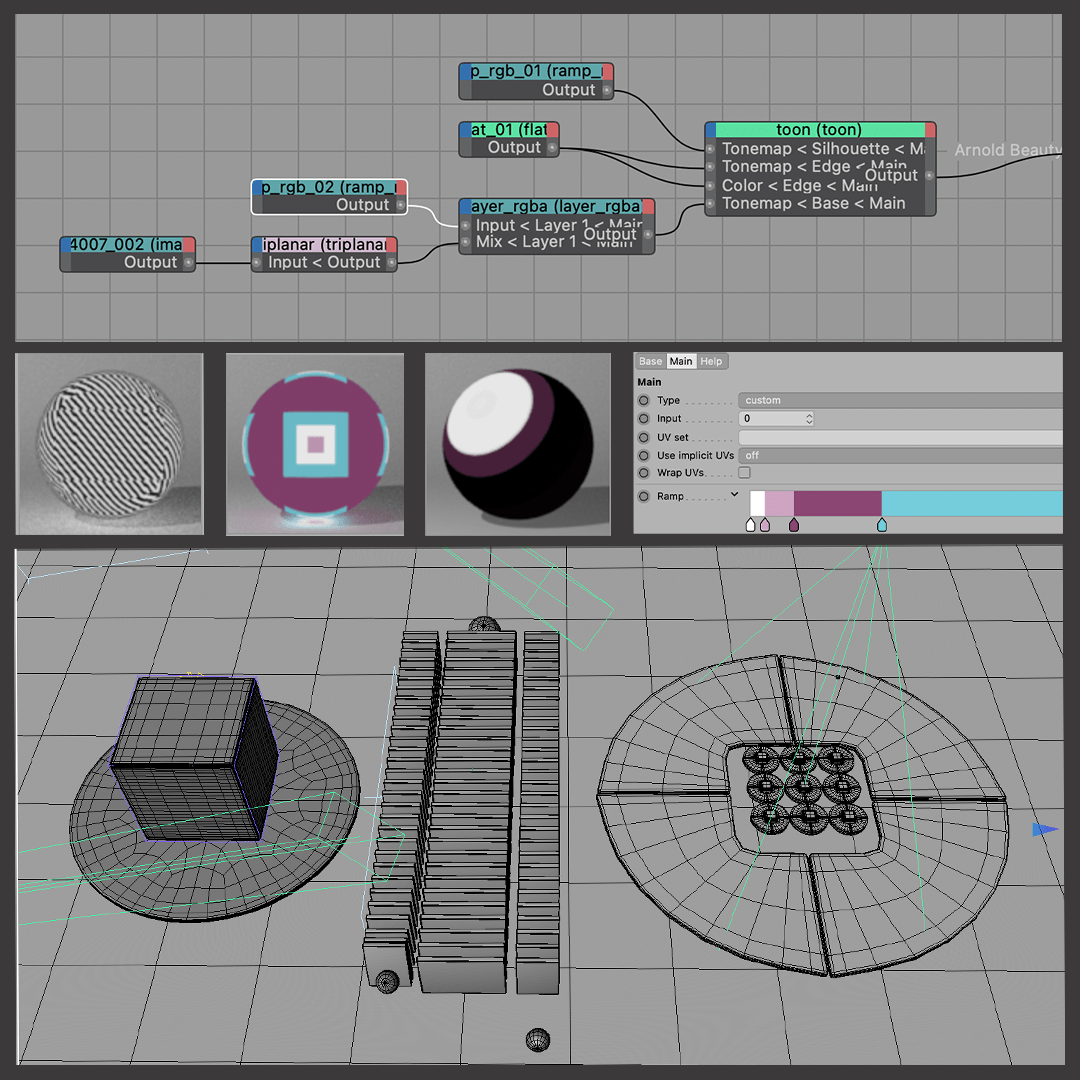 p_rgb_01 (ramp_
Output
at_01 (flat
Output
toon (toon)
Tonemap < Silhouette < M
Tonemap < Edge < Main
Output
Color < Edge < Main
Tonemap < Base < Main
Arnold Beauty
p_rgb_02 (ramp_
Output
ayer_rgba (layer_rgba
Input < Layer 1 < Main
Output
Mix < Layer 1 < Main
4007_002 (ima
Output
iplanar (triplanar
Input < Output
Base Main Help
Main
Type custom
Input 0
UV set
Use implicit UVs off
Wrap UVs
Ramp